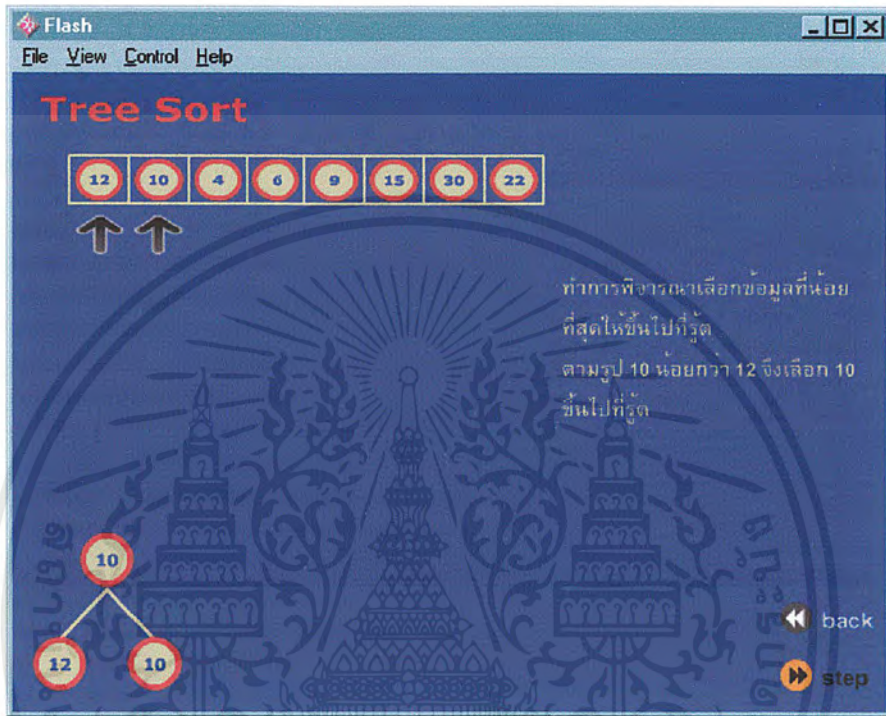 Flash
File View Control Help
Tree Sort
12 10 4 6 9 15 30 22
ทำการพิจารณาเลือกข้อมูลที่น้อย
ที่สุดให้ขึ้นไปที่รู้ต
ตามรูป 10 น้อยกว่า 12 จึงเลือก 10
ขึ้นไปที่รู้ต
10
12 10
back
step